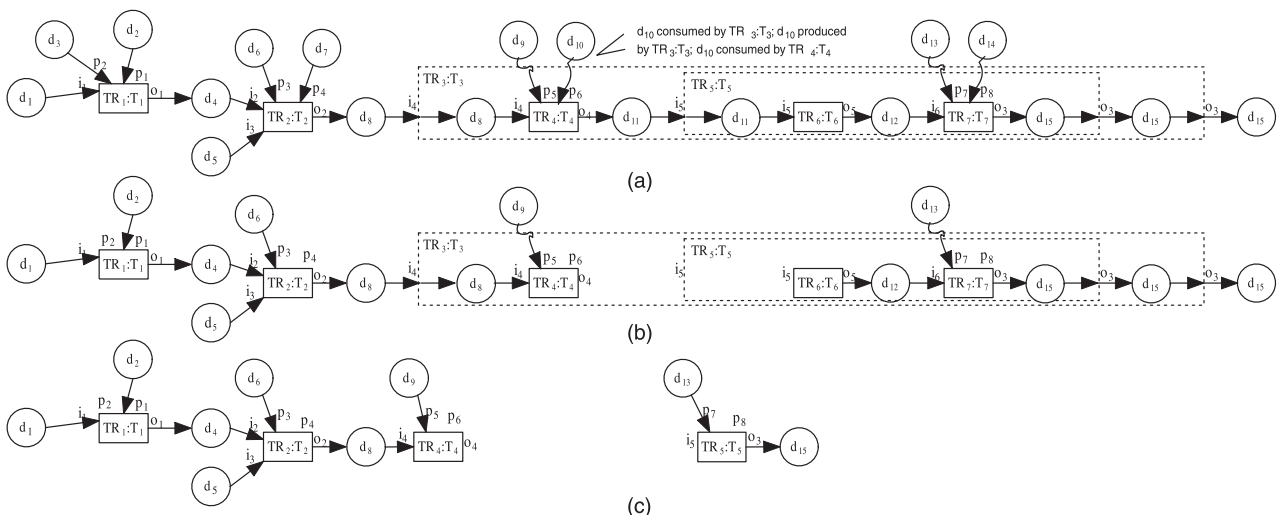 d10 consumed by TR 3:T3; d10 produced
by TR3:T3; d10 consumed by TR 4:T4
d3 d2 d6 d7 d9 d10 d13 d14
TR3:T3 TR5:T5
p2 p1 p3 p4 p5 p6 p7 p8
d1 i1 TR1:T1 o1 d4 i2 i3 TR2:T2 o2 d8 i4 d8 i4 TR4:T4 o4 d11 i5 d11 i5 TR6:T6 o5 d12 i6 TR7:T7 o3 d15 o3 d15 o3 d15
d5
(a)
d2 d6 d9 d13
TR3:T3 TR5:T5
p2 p1 p3 p4 p5 p6 p7 p8
d1 i1 TR1:T1 o1 d4 i2 i3 TR2:T2 o2 d8 i4 d8 i4 TR4:T4 o4 i5 i5 TR6:T6 o5 d12 i6 TR7:T7 o3 d15 o3 d15 o3 d15
d5
(b)
d2 d6 d9 d13
p2 p1 p3 p4 p5 p6 p7 p8
d1 i1 TR1:T1 o1 d4 i2 i3 TR2:T2 o2 d8 i4 TR4:T4 o4 i5 TR5:T5 o3 d15
d5
(c)